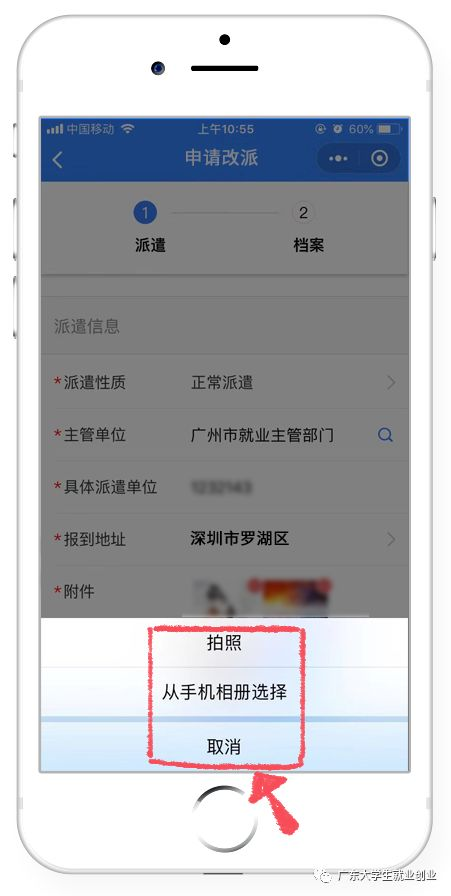 中国移动 上午10:55 60%
申请改派
1 2
派遣 档案
派遣信息
*派遣性质 正常派遣
*主管单位 广州市就业主管部门
*具体派遣单位
*报到地址 深圳市罗湖区
*附件
拍照
从手机相册选择
取消
广东大学生就业创业